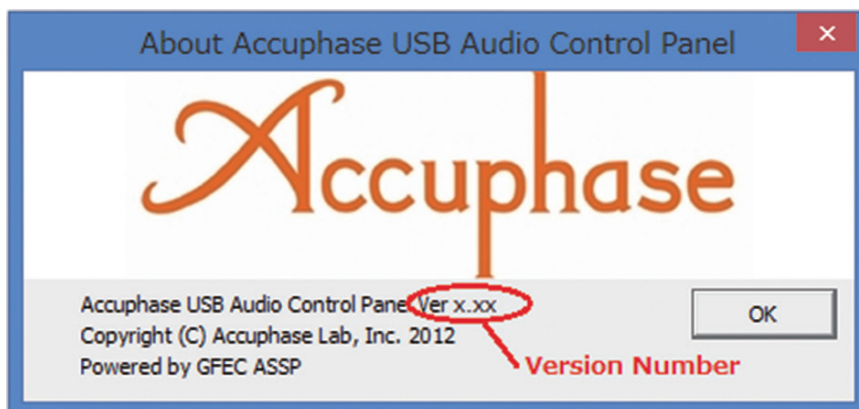 About Accuphase USB Audio Control Panel
Accuphase
Accuphase USB Audio Control Panel Ver x.xx
Copyright (C) Accuphase Lab, Inc. 2012
Powered by GFEC ASSP
OK
Version Number